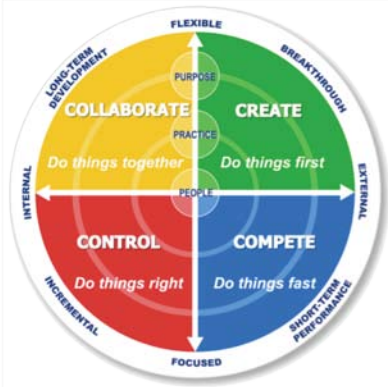 FLEXIBLE
LONG-TERM
DEVELOPMENT
BREAKTHROUGH
PURPOSE
COLLABORATE
CREATE
PRACTICE
Do things together
Do things first
INTERNAL
PEOPLE
EXTERNAL
CONTROL
COMPETE
Do things right
Do things fast
INCREMENTAL
SHORT-TERM
PERFORMANCE
FOCUSED